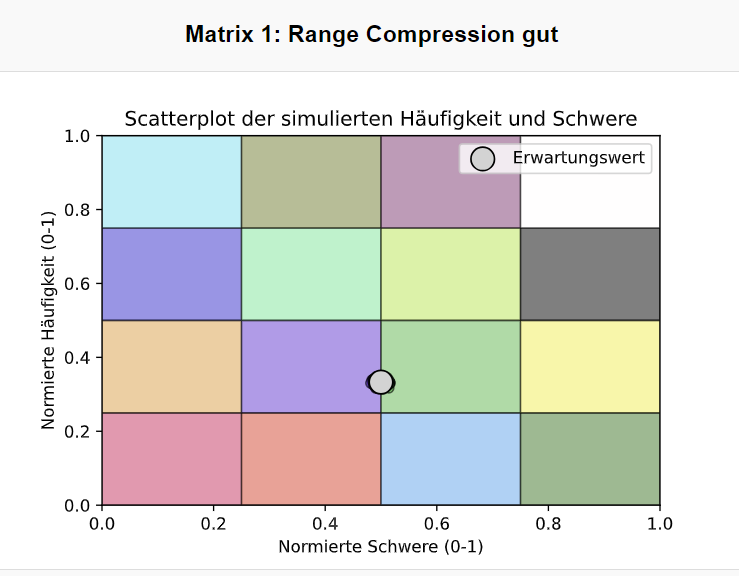 Matrix 1: Range Compression gut
Scatterplot der simulierten Häufigkeit und Schwere
Erwartungswert
Normierte Häufigkeit (0-1)
1.0
0.8
0.6
0.4
0.2
0.0
0.0 0.2 0.4 0.6 0.8 1.0
Normierte Schwere (0-1)